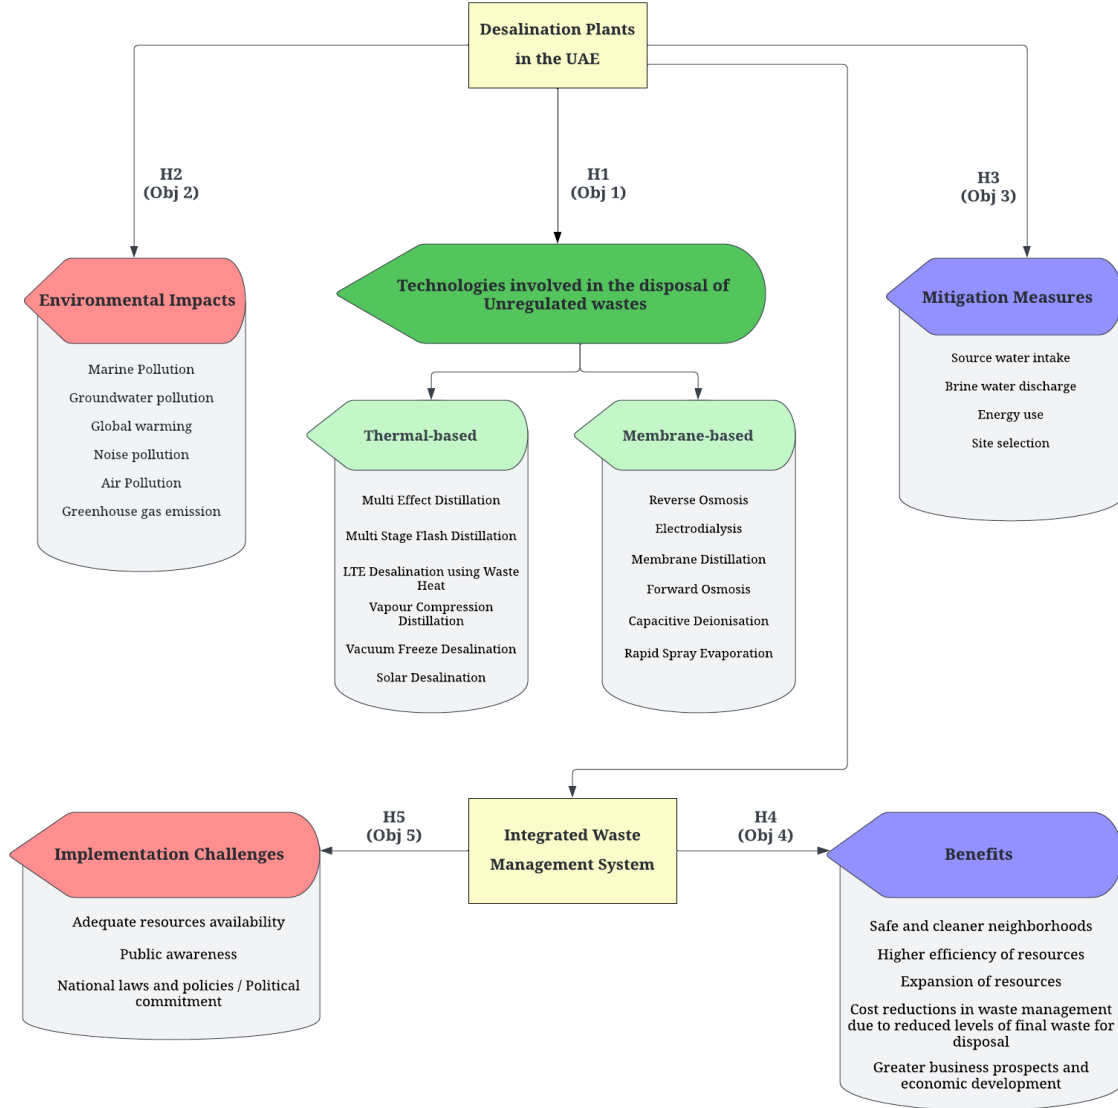 Desalination Plants
in the UAE
H2
(Obj 2)
H1
(Obj 1)
H3
(Obj 3)
Environmental Impacts
Marine Pollution
Groundwater pollution
Global warming
Noise pollution
Air Pollution
Greenhouse gas emission
Technologies involved in the disposal of
Unregulated wastes
Thermal-based
Multi Effect Distillation
Multi Stage Flash Distillation
LTE Desalination using Waste
Heat
Vapour Compression
Distillation
Vacuum Freeze Desalination
Solar Desalination
Membrane-based
Reverse Osmosis
Electrodialysis
Membrane Distillation
Forward Osmosis
Capacitive Deionisation
Rapid Spray Evaporation
Mitigation Measures
Source water intake
Brine water discharge
Energy use
Site selection
Integrated Waste
Management System
H5
(Obj 5)
H4
(Obj 4)
Implementation Challenges
Adequate resources availability
Public awareness
National laws and policies / Political
commitment
Benefits
Safe and cleaner neighborhoods
Higher efficiency of resources
Expansion of resources
Cost reductions in waste management
due to reduced levels of final waste for
disposal
Greater business prospects and
economic development